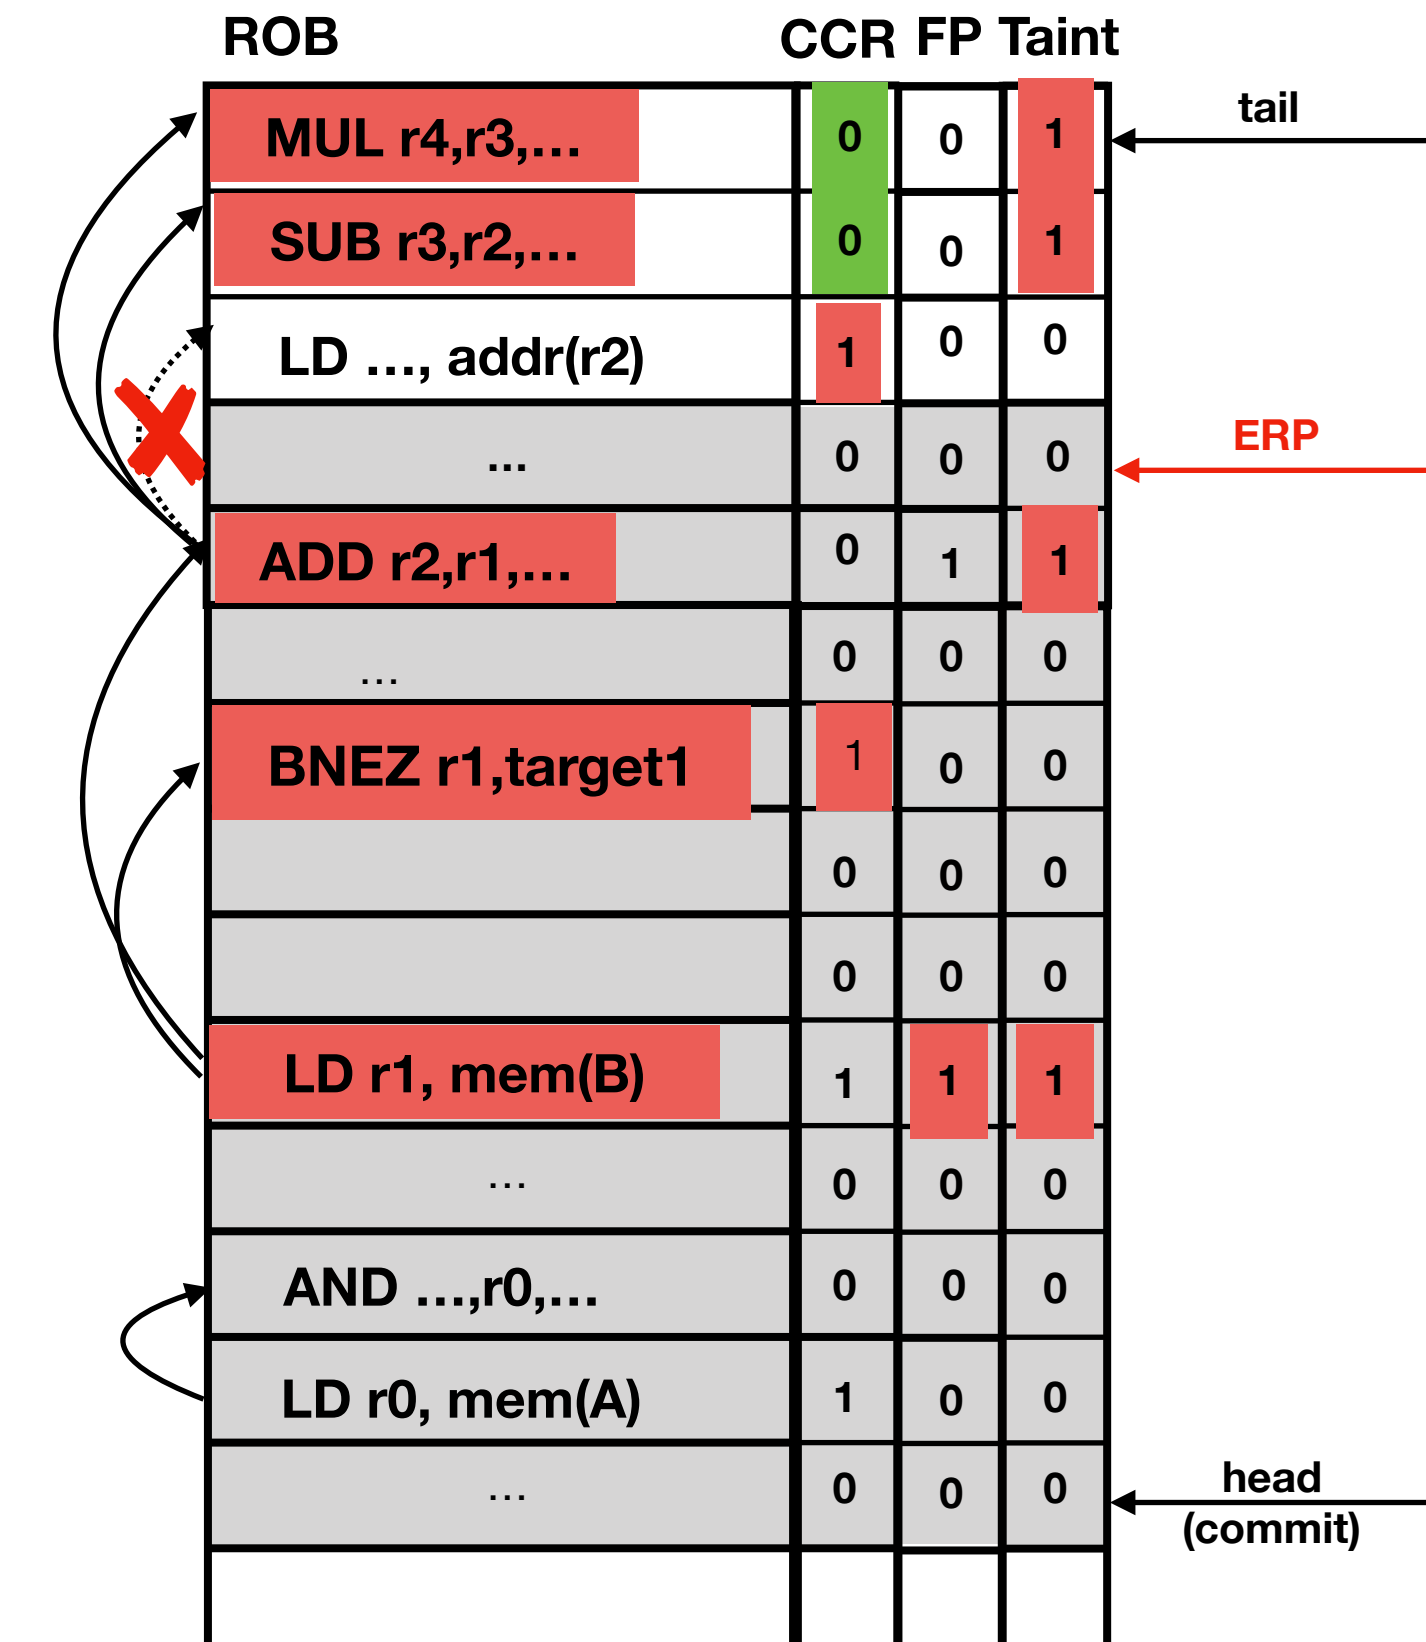 ROB CCR FP Taint
MUL r4,r3,... 0 0 1
tail
SUB r3,r2,... 0 0 1
LD ..., addr(r2) 1 0 0
... 0 0 0
ERP
ADD r2,r1,... 0 1 1
... 0 0 0
BNEZ r1,target1 1 0 0
0 0 0
0 0 0
LD r1, mem(B) 1 1 1
... 0 0 0
AND ...,r0,... 0 0 0
LD r0, mem(A) 1 0 0
... 0 0 0
head
(commit)